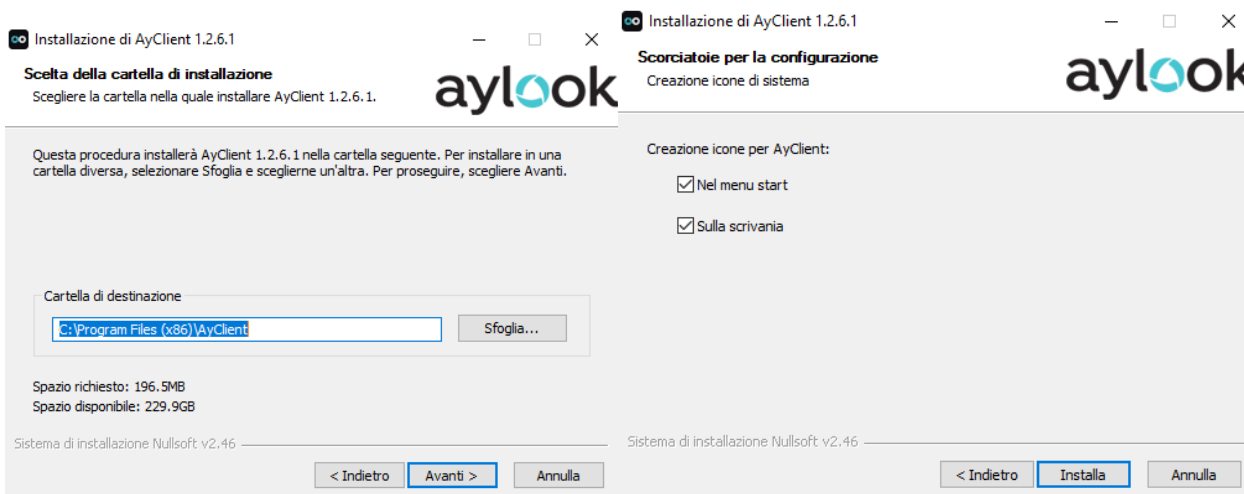 Installazione di AyClient 1.2.6.1
Scelta della cartella di installazione
Scegliere la cartella nella quale installare AyClient 1.2.6.1.
aylook
Questa procedura installerà AyClient 1.2.6.1 nella cartella seguente. Per installare in una
cartella diversa, selezionare Sfoglia e sceglierne un'altra. Per proseguire, scegliere Avanti.
Cartella di destinazione
C:\Program Files (x86)\AyClient
Sfoglia...
Spazio richiesto: 196.5MB
Spazio disponibile: 229.9GB
Sistema di installazione Nullsoft v2.46
< Indietro
Avanti >
Annulla
Installazione di AyClient 1.2.6.1
Scorciatoie per la configurazione
Creazione icone di sistema
aylook
Creazione icone per AyClient:
Nel menu start
Sulla scrivania
Sistema di installazione Nullsoft v2.46
< Indietro
Installa
Annulla